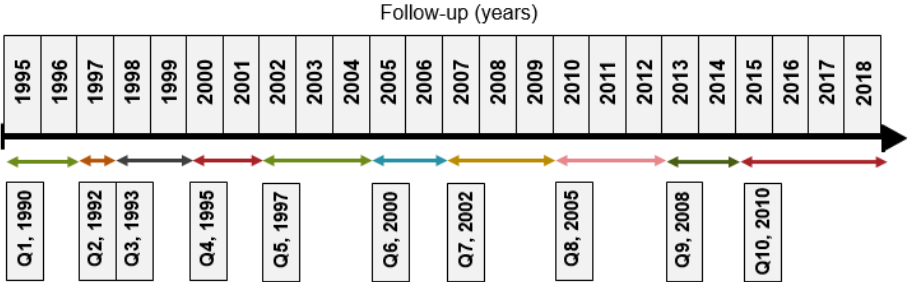 Follow-up (years)
1995
1996
1997
1998
1999
2000
2001
2002
2003
2004
2005
2006
2007
2008
2009
2010
2011
2012
2013
2014
2015
2016
2017
2018
Q1, 1990
Q2, 1992
Q3, 1993
Q4, 1995
Q5, 1997
Q6, 2000
Q7, 2002
Q8, 2005
Q9, 2008
Q10, 2010